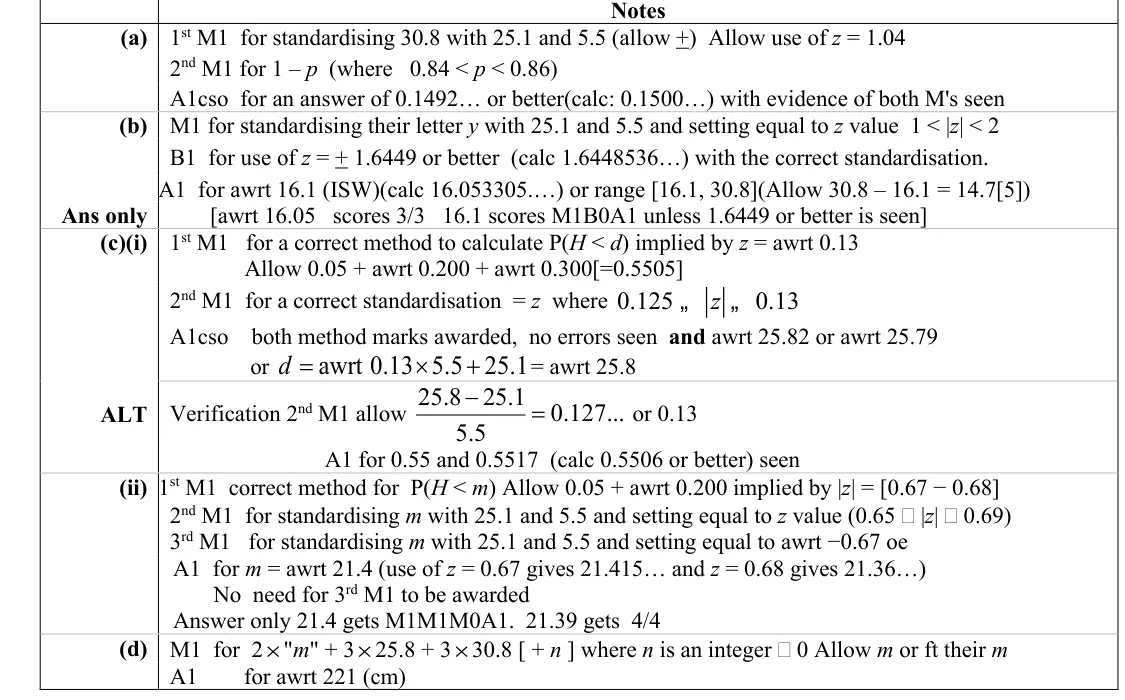 Notes
(a) 1st M1 for standardising 30.8 with 25.1 and 5.5 (allow ±) Allow use of z = 1.04
2nd M1 for 1 – p (where 0.84 < p < 0.86)
A1cso for an answer of 0.1492… or better(calc: 0.1500…) with evidence of both M's seen
(b) M1 for standardising their letter y with 25.1 and 5.5 and setting equal to z value 1 < |z| < 2
B1 for use of z = ± 1.6449 or better (calc 1.6448536…) with the correct standardisation.
A1 for awrt 16.1 (ISW)(calc 16.053305.…) or range [16.1, 30.8](Allow 30.8 – 16.1 = 14.7[5])
Ans only [awrt 16.05 scores 3/3 16.1 scores M1B0A1 unless 1.6449 or better is seen]
(c)(i) 1st M1 for a correct method to calculate P(H < d) implied by z = awrt 0.13
Allow 0.05 + awrt 0.200 + awrt 0.300[=0.5505]
2nd M1 for a correct standardisation = z where 0.125 „ |z| „ 0.13
A1cso both method marks awarded, no errors seen and awrt 25.82 or awrt 25.79
or d = awrt 0.13×5.5+25.1 = awrt 25.8
ALT Verification 2nd M1 allow (25.8 − 25.1)/5.5 = 0.127... or 0.13
A1 for 0.55 and 0.5517 (calc 0.5506 or better) seen
(ii) 1st M1 correct method for P(H < m) Allow 0.05 + awrt 0.200 implied by |z| = [0.67 − 0.68]
2nd M1 for standardising m with 25.1 and 5.5 and setting equal to z value (0.65 □ |z| □ 0.69)
3rd M1 for standardising m with 25.1 and 5.5 and setting equal to awrt −0.67 oe
A1 for m = awrt 21.4 (use of z = 0.67 gives 21.415… and z = 0.68 gives 21.36…)
No need for 3rd M1 to be awarded
Answer only 21.4 gets M1M1M0A1. 21.39 gets 4/4
(d) M1 for 2 × "m" + 3 × 25.8 + 3 × 30.8 [ + n ] where n is an integer □ 0 Allow m or ft their m
A1 for awrt 221 (cm)